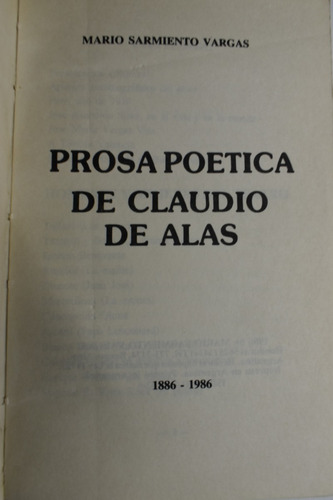 MARIO SARMIENTO VARGAS
PROSA POETICA
DE CLAUDIO
DE ALAS
1886 - 1986